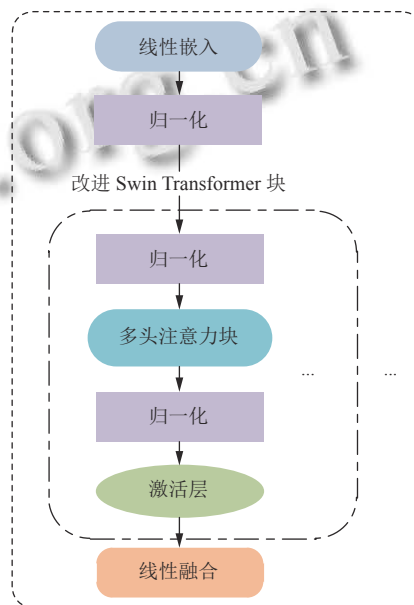 线性嵌入
归一化
改进 Swin Transformer 块
归一化
多头注意力块
...
...
归一化
激活层
线性融合